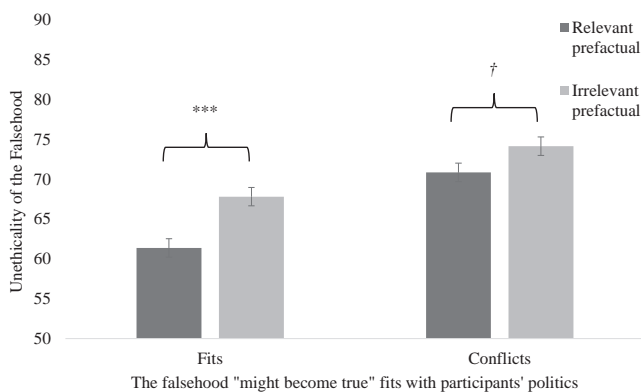 90
85
80
75
70
65
60
55
50
Unethicality of the Falsehood
Relevant
prefactual
Irrelevant
prefactual
***
†
Fits
Conflicts
The falsehood "might become true" fits with participants' politics